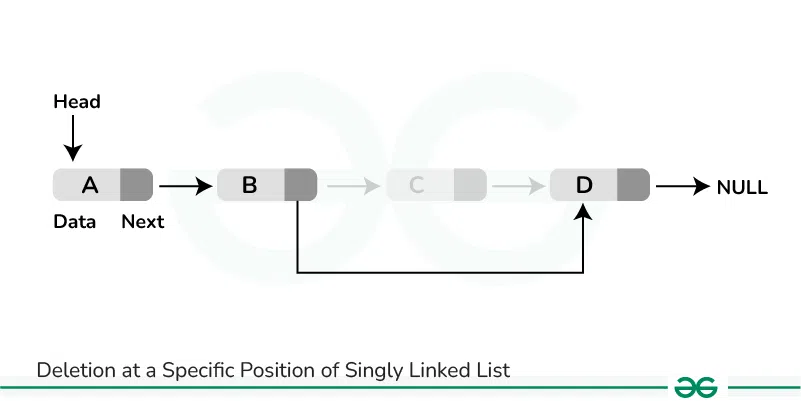 Head
A B C D NULL
Data Next
Deletion at a Specific Position of Singly Linked List